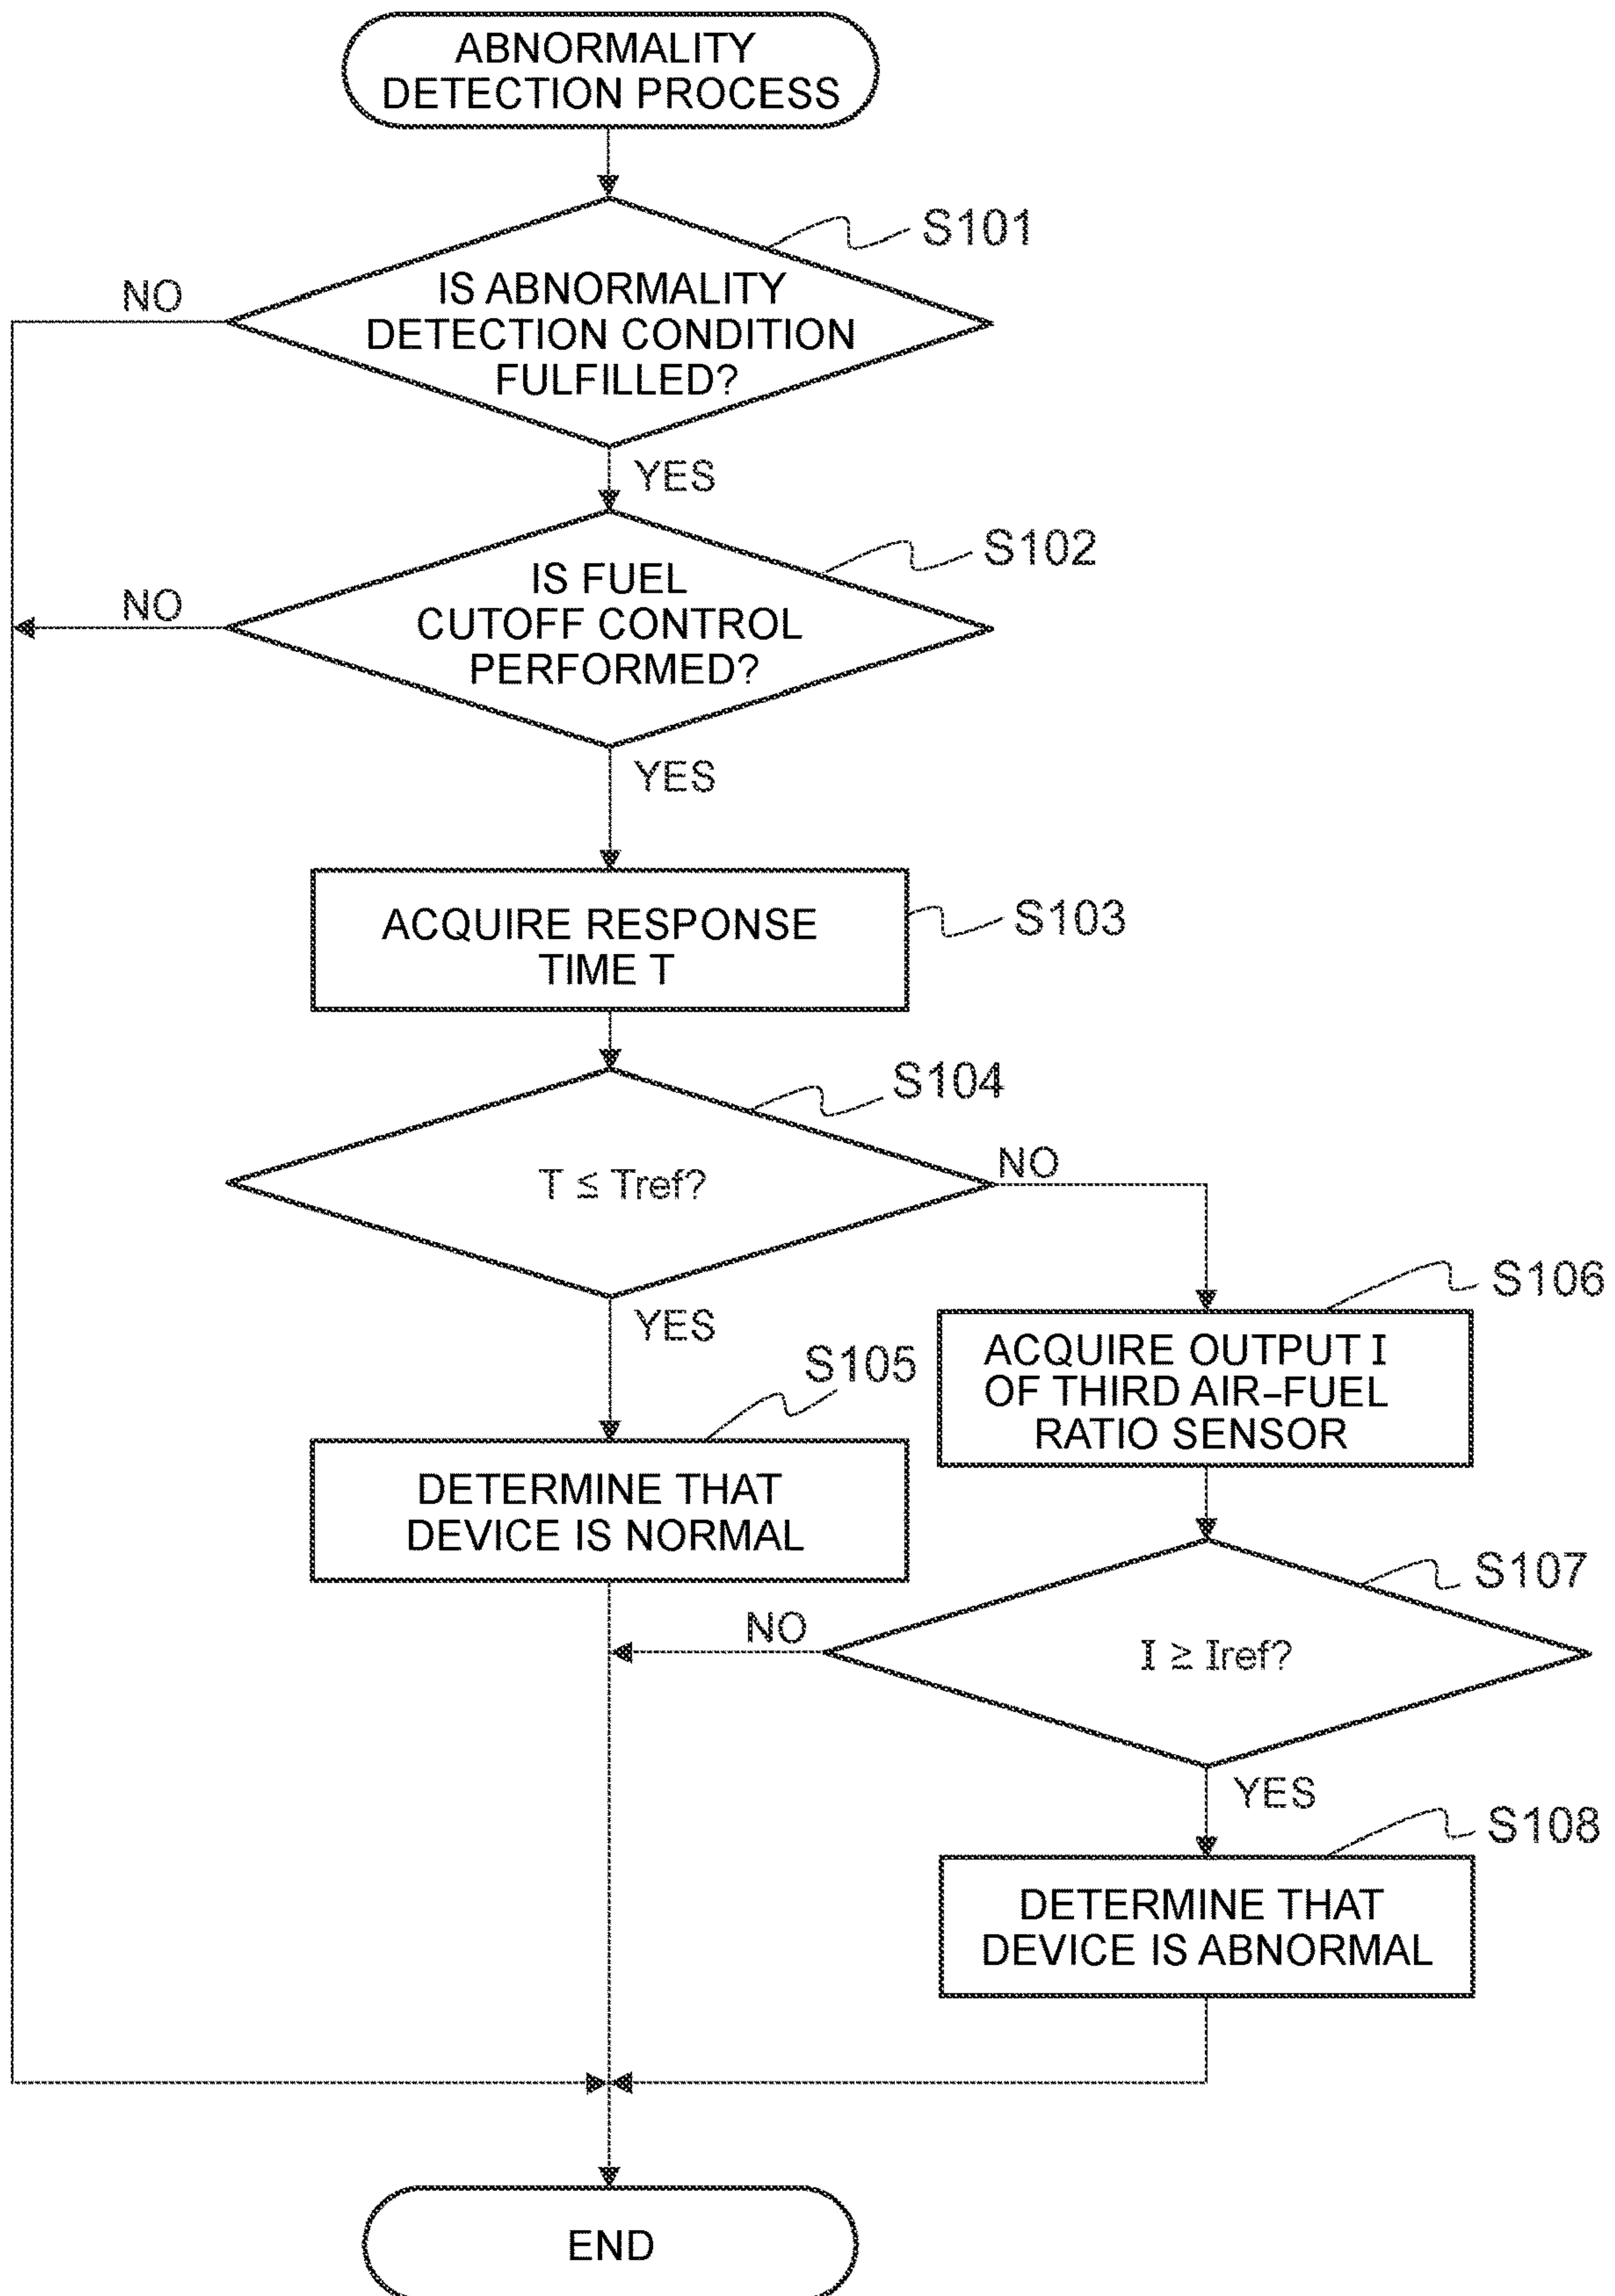 ABNORMALITY
DETECTION PROCESS
S101
IS ABNORMALITY
DETECTION CONDITION
FULFILLED?
NO
YES
S102
IS FUEL
CUTOFF CONTROL
PERFORMED?
NO
YES
S103
ACQUIRE RESPONSE
TIME T
S104
T ≦ Tref?
NO
YES
S106
ACQUIRE OUTPUT I
OF THIRD AIR-FUEL
RATIO SENSOR
S105
DETERMINE THAT
DEVICE IS NORMAL
S107
I ≧ Iref?
NO
YES
S108
DETERMINE THAT
DEVICE IS ABNORMAL
END